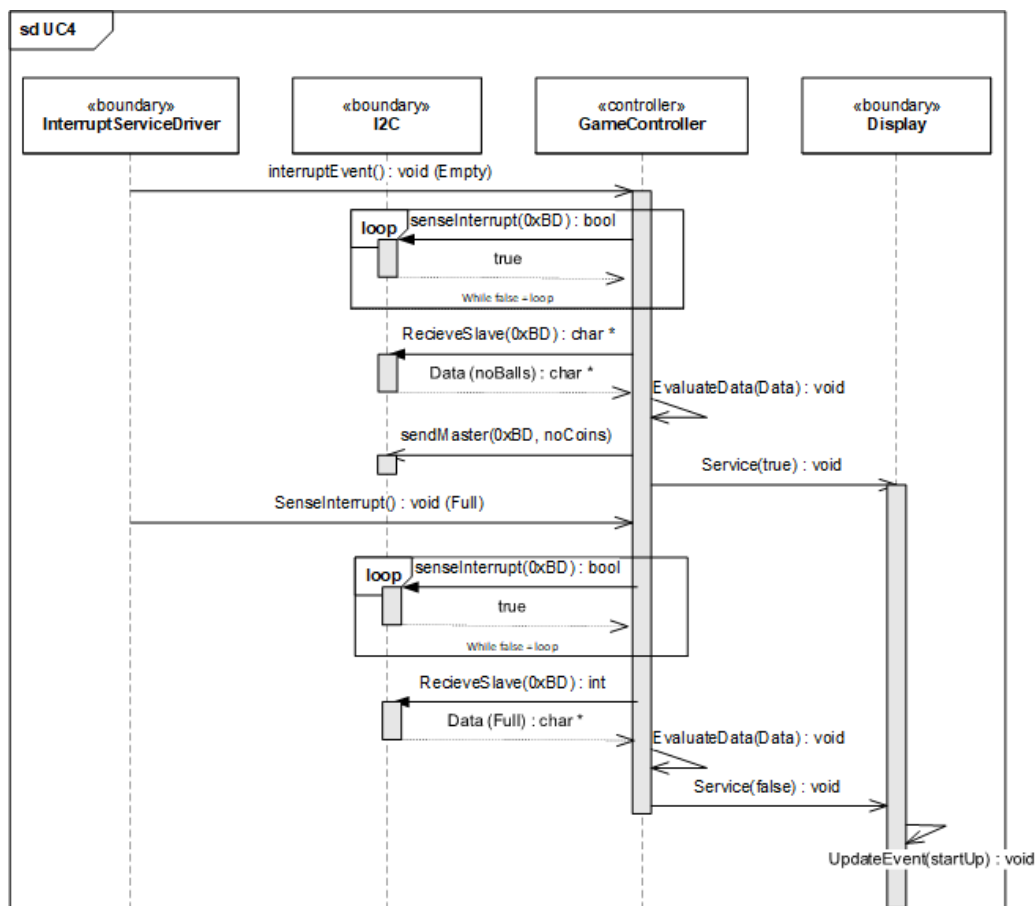 sd UC4
«boundary»
InterruptServiceDriver
«boundary»
I2C
«controller»
GameController
«boundary»
Display
interruptEvent() : void (Empty)
loop
senseInterrupt(0xBD) : bool
true
While false = loop
RecieveSlave(0xBD) : char *
Data (noBalls) : char *
EvaluateData(Data) : void
sendMaster(0xBD, noCoins)
Service(true) : void
SenseInterrupt() : void (Full)
loop
senseInterrupt(0xBD) : bool
true
While false = loop
RecieveSlave(0xBD) : int
Data (Full) : char *
EvaluateData(Data) : void
Service(false) : void
UpdateEvent(startUp) : void